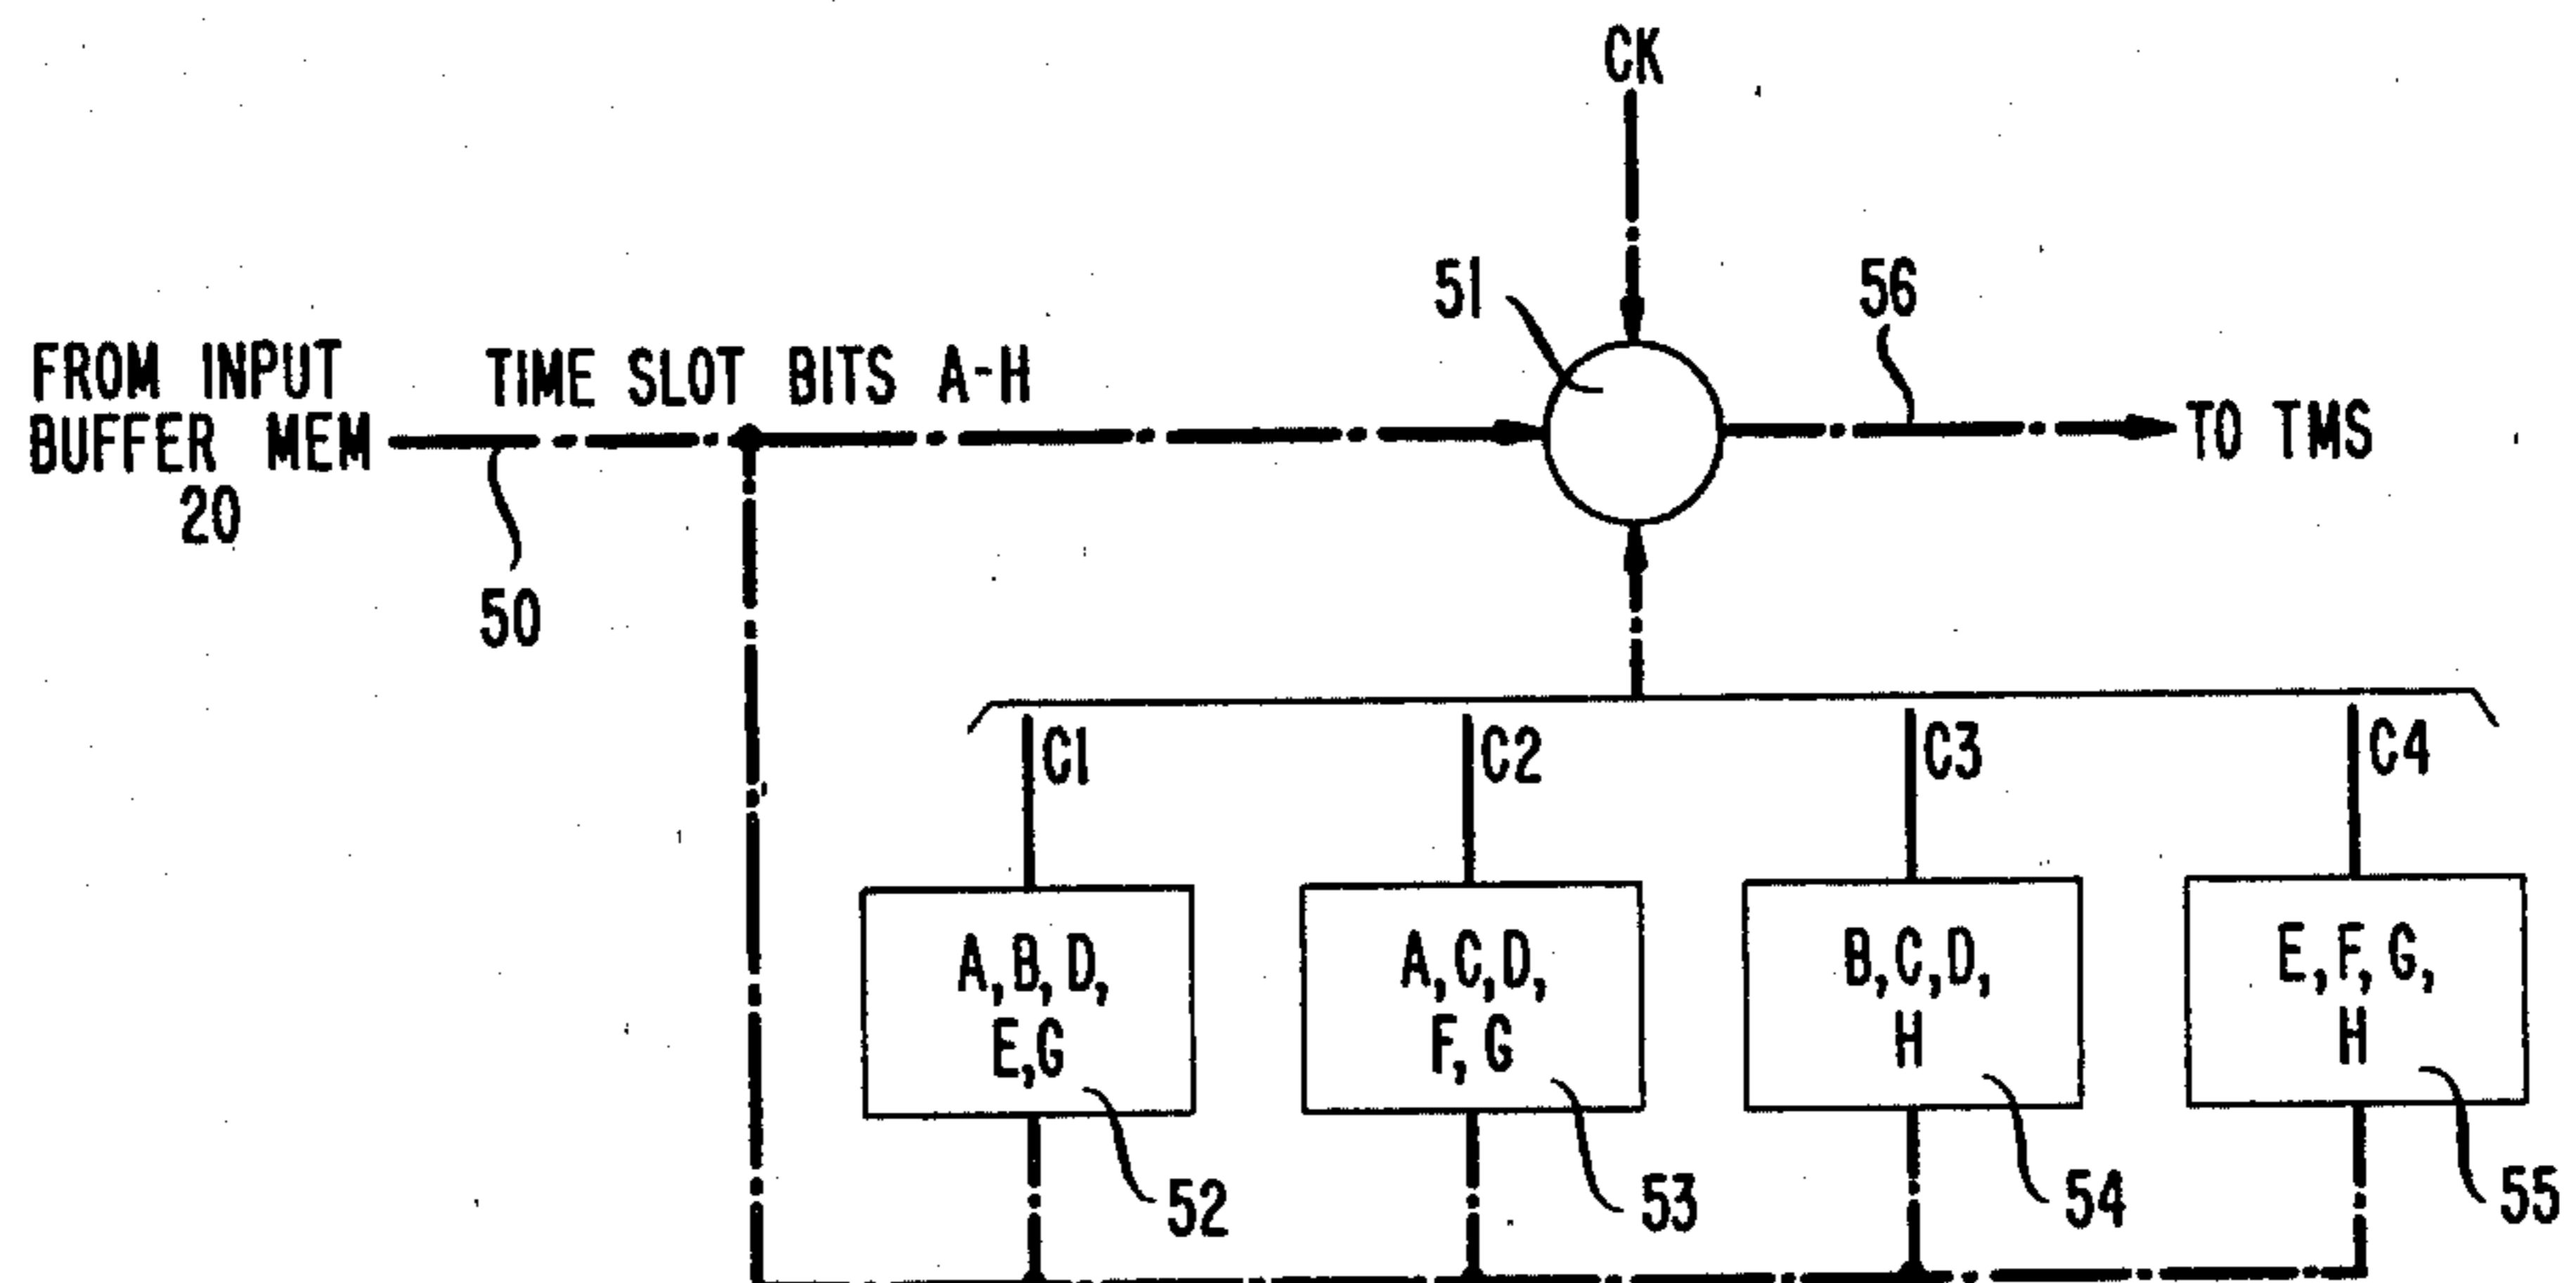 CK
51
56
FROM INPUT
BUFFER MEM
20
TIME SLOT BITS A-H
TO TMS
50
C1
C2
C3
C4
A, B, D,
E, G
A, C, D,
F, G
B, C, D,
H
E, F, G,
H
52
53
54
55